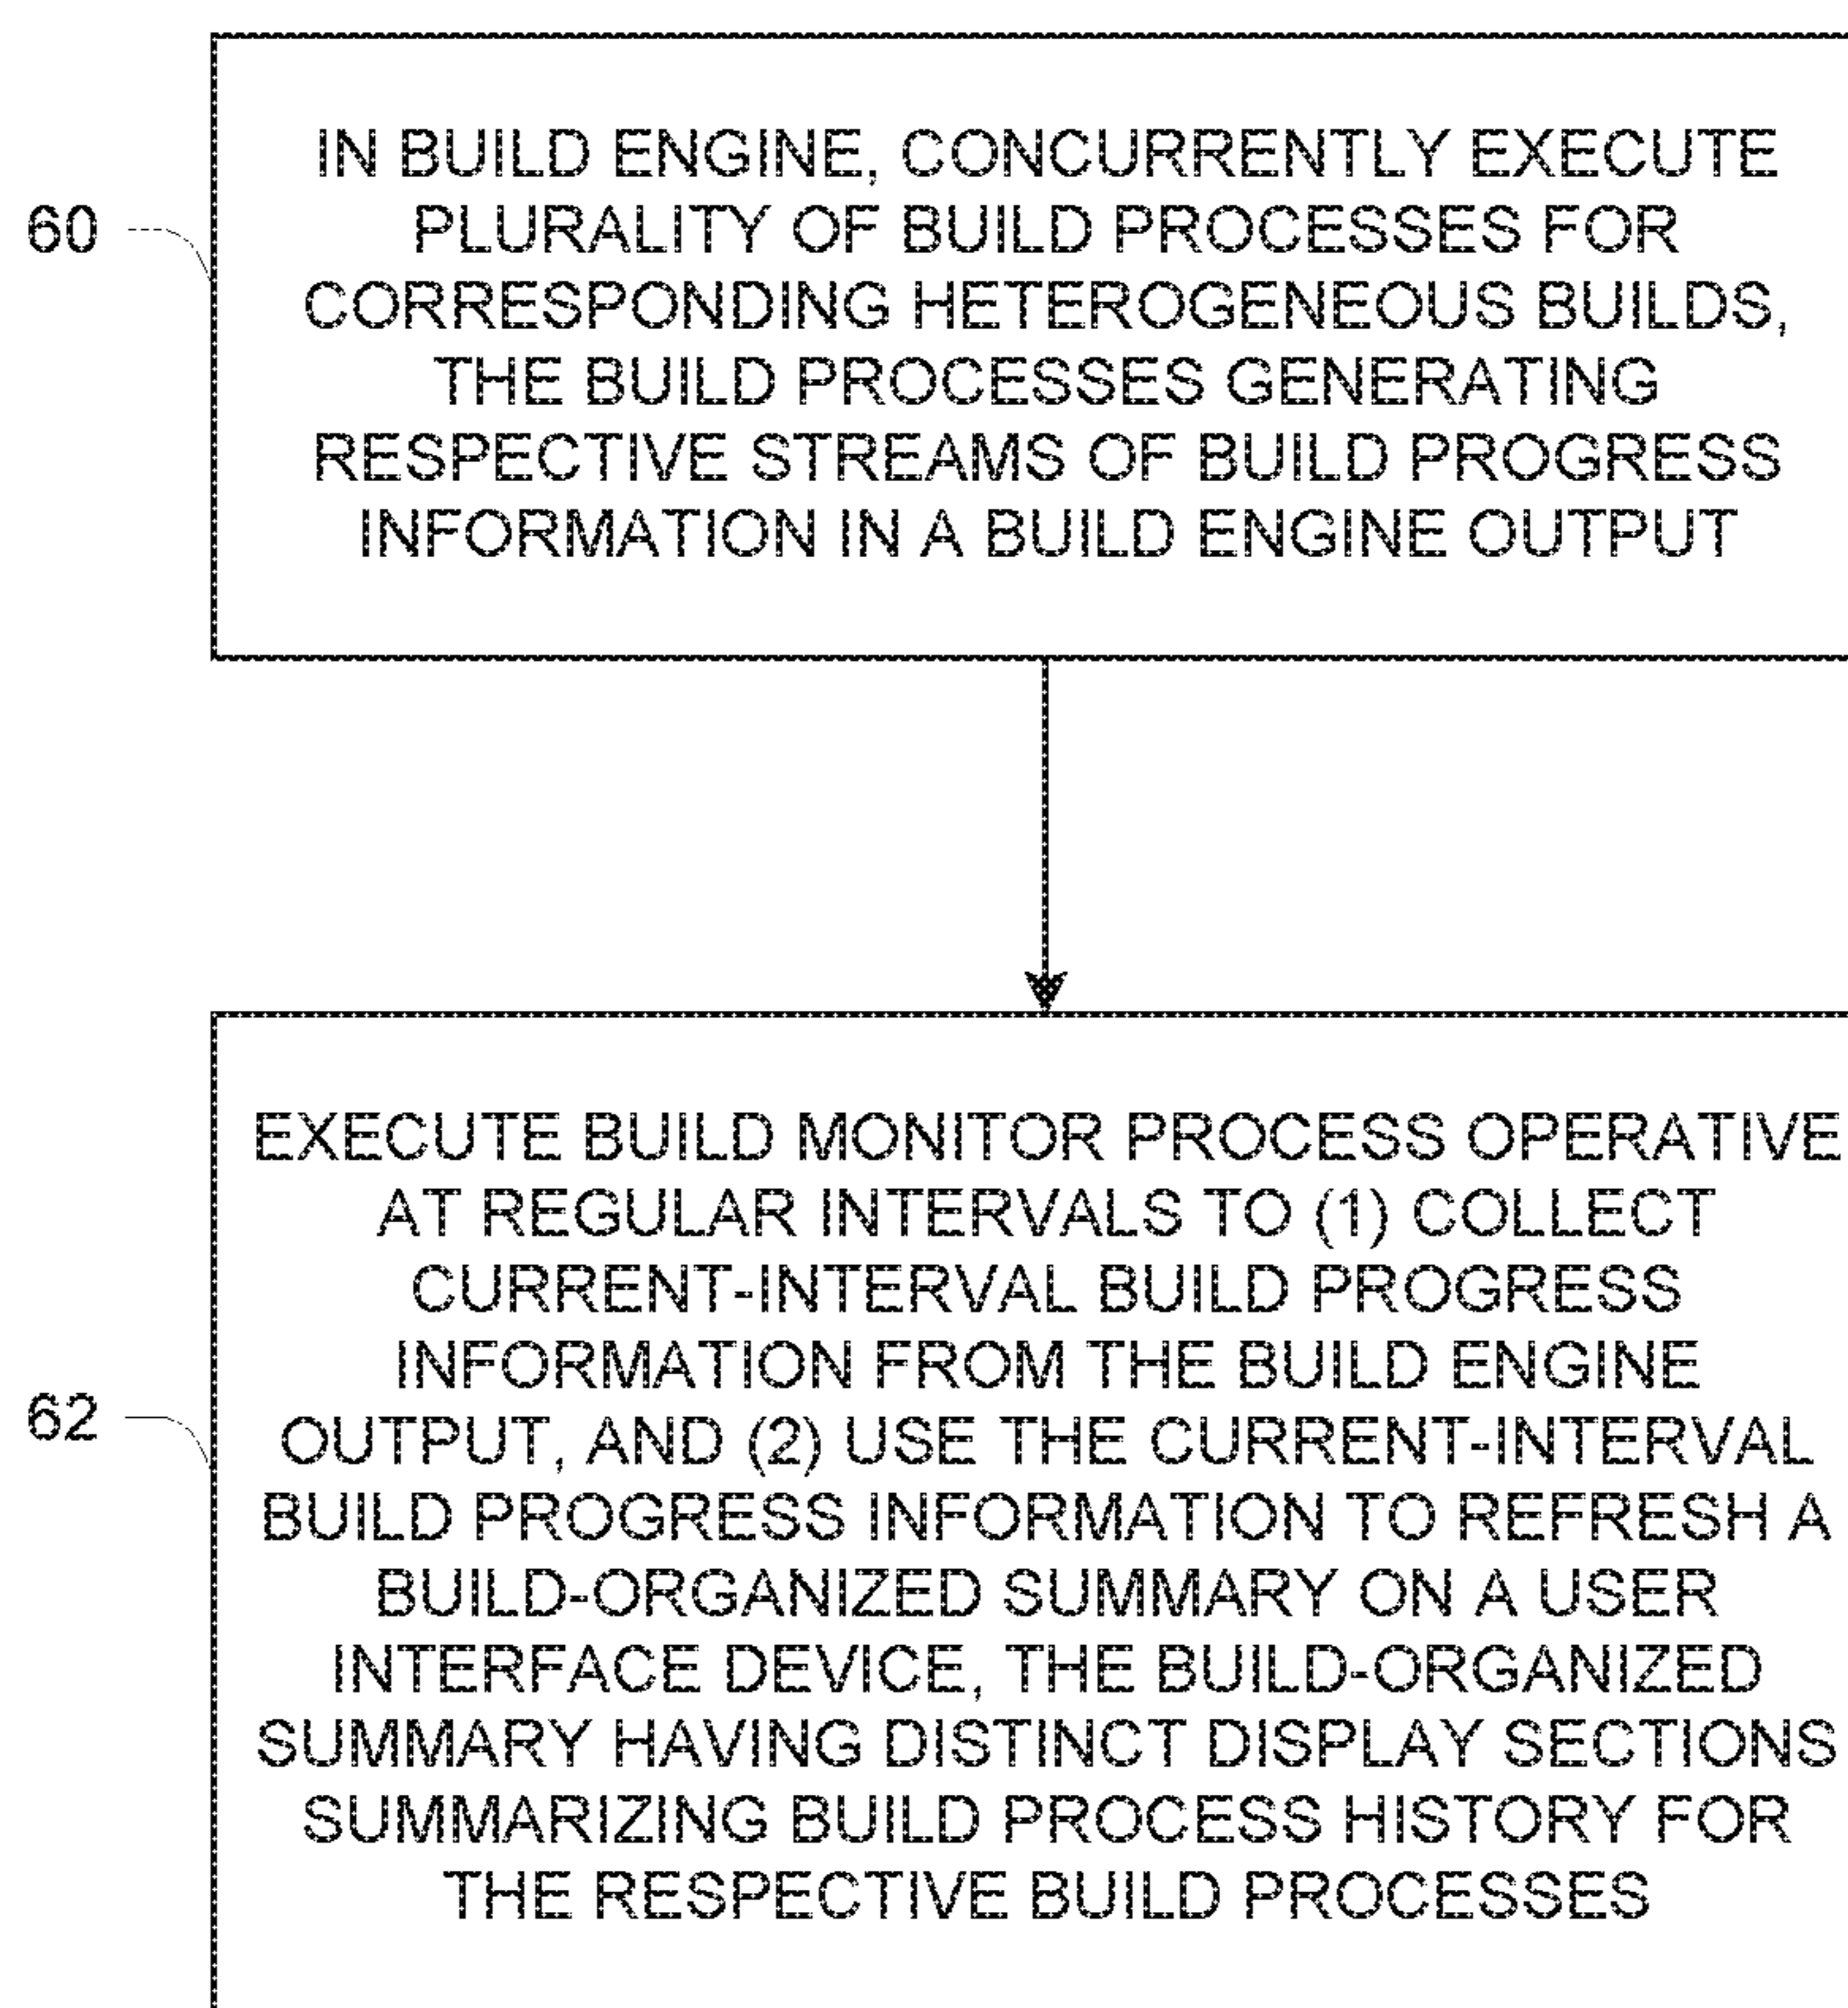 IN BUILD ENGINE, CONCURRENTLY EXECUTE
PLURALITY OF BUILD PROCESSES FOR
CORRESPONDING HETEROGENEOUS BUILDS,
THE BUILD PROCESSES GENERATING
RESPECTIVE STREAMS OF BUILD PROGRESS
INFORMATION IN A BUILD ENGINE OUTPUT
60
EXECUTE BUILD MONITOR PROCESS OPERATIVE
AT REGULAR INTERVALS TO (1) COLLECT
CURRENT-INTERVAL BUILD PROGRESS
INFORMATION FROM THE BUILD ENGINE
OUTPUT, AND (2) USE THE CURRENT-INTERVAL
BUILD PROGRESS INFORMATION TO REFRESH A
BUILD-ORGANIZED SUMMARY ON A USER
INTERFACE DEVICE, THE BUILD-ORGANIZED
SUMMARY HAVING DISTINCT DISPLAY SECTIONS
SUMMARIZING BUILD PROCESS HISTORY FOR
THE RESPECTIVE BUILD PROCESSES
62